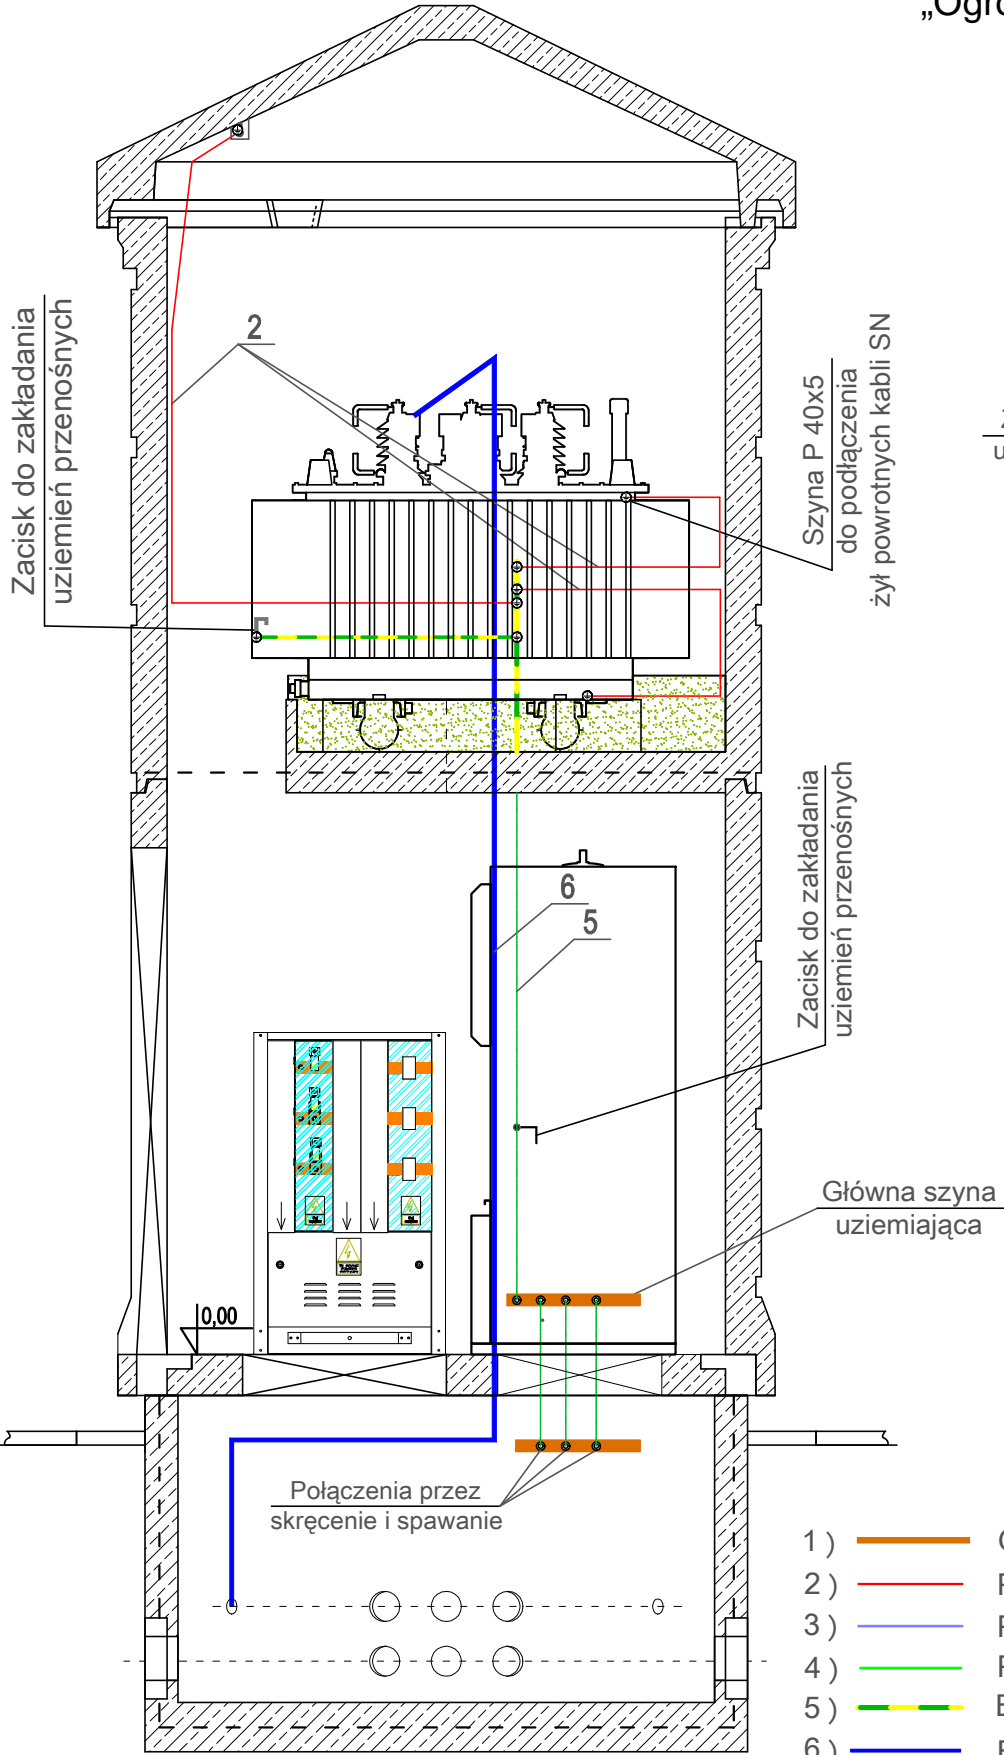 „Ogro
2
Zacisk do zakładania
uziemień przenośnych
Szyna P 40x5
do podłączenia
żył powrotnych kabli SN
Zacisk do zakładania
uziemień przenośnych
6
5
Główna szyna
uziemiająca
0,00
Połączenia przez
skręcenie i spawanie
1)
2)
3)
4)
5)
6)